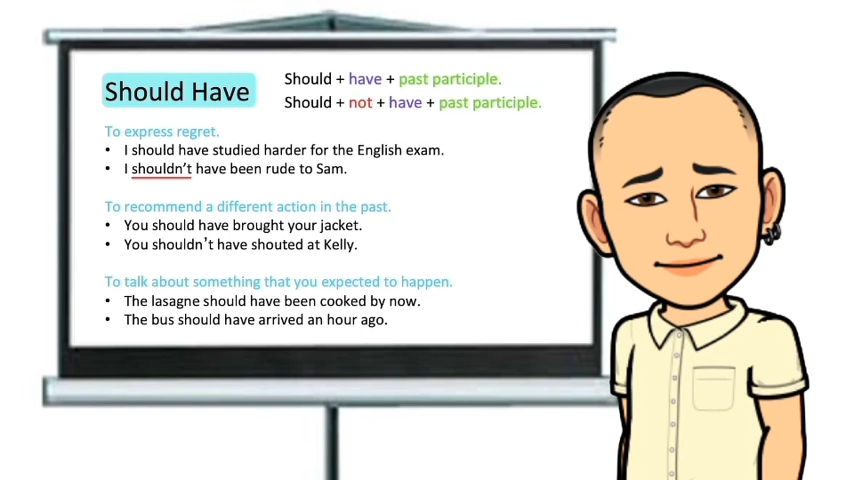 Should Have
Should + have + past participle.
Should + not + have + past participle.
To express regret.
• I should have studied harder for the English exam.
• I shouldn't have been rude to Sam.
To recommend a different action in the past.
• You should have brought your jacket.
• You shouldn't have shouted at Kelly.
To talk about something that you expected to happen.
• The lasagne should have been cooked by now.
• The bus should have arrived an hour ago.